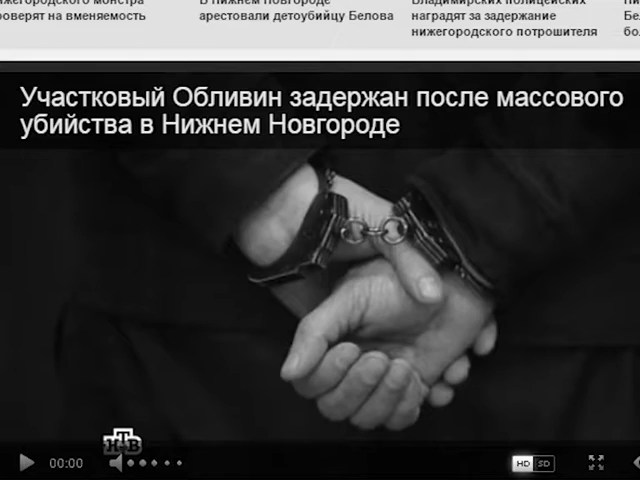 нижегородского монстра
роверят на вменяемость
В Нижнем Новгороде
арестовали детоубийцу Белова
Владимирских полицейских
наградят за задержание
нижегородского потрошителя
Участковый Обливин задержан после массового
убийства в Нижнем Новгороде
НТВ
00:00
HD SD